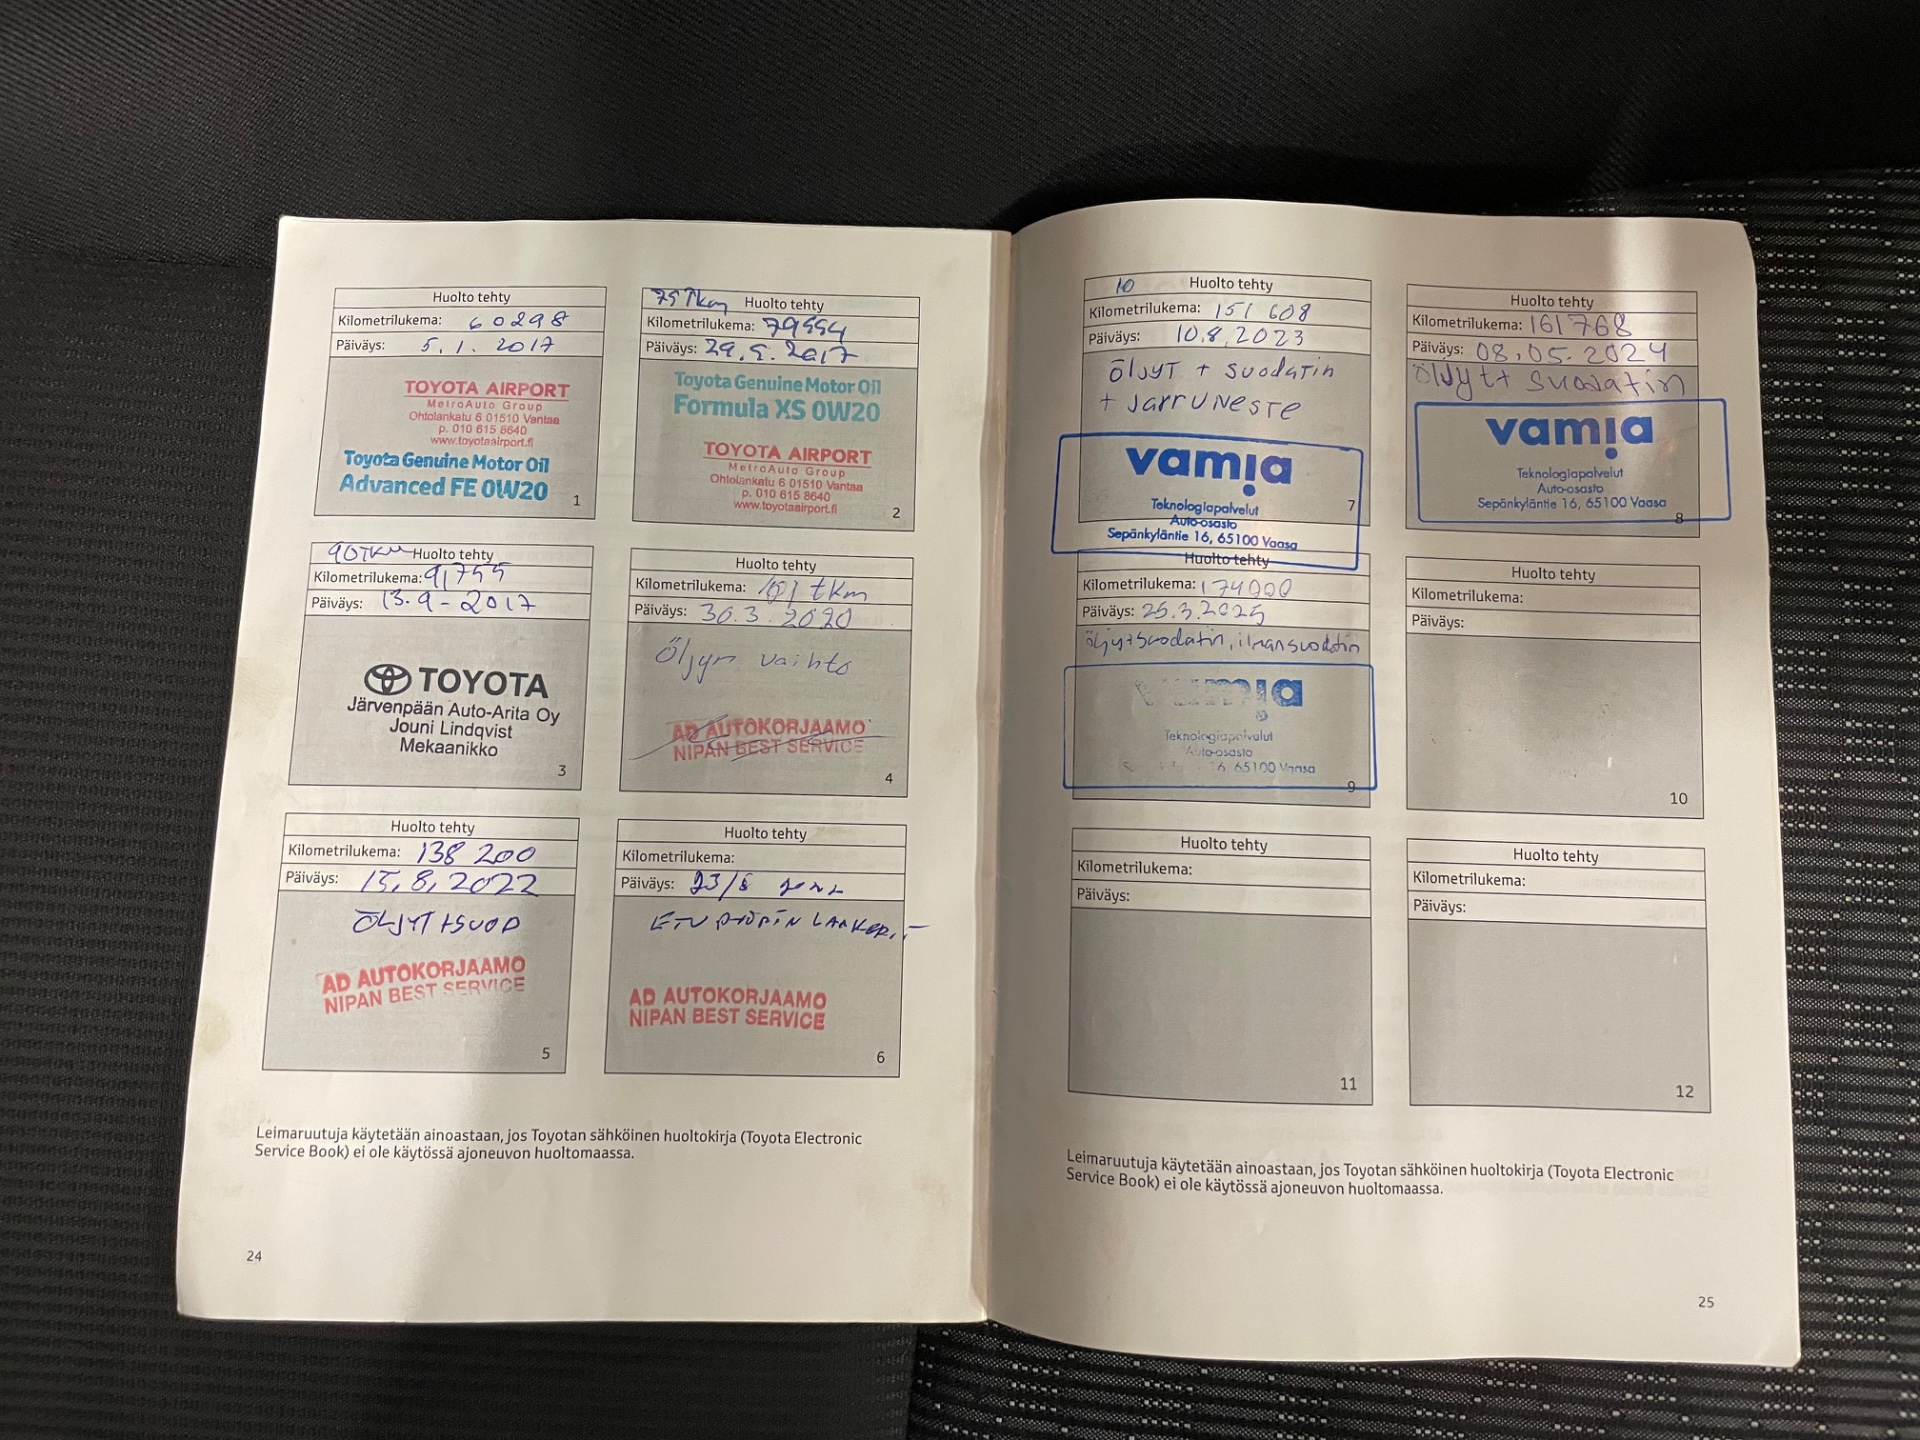 Huolto tehty
Kilometrilukema: 60298
Päiväys: 5.1.2017
TOYOTA AIRPORT
MetroAuto Group
Ohtolankatu 6 01510 Vantaa
p. 010 615 8640
www.toyotaairport.fi
Toyota Genuine Motor Oil
Advanced FE 0W20
1
75Tkm Huolto tehty
Kilometrilukema: 79554
Päiväys: 29.5.2017
Toyota Genuine Motor Oil
Formula XS 0W20
TOYOTA AIRPORT
MetroAuto Group
Ohtolankatu 6 01510 Vantaa
p. 010 615 8640
www.toyotaairport.fi
2
90TKM Huolto tehty
Kilometrilukema: 91755
Päiväys: 13.9-2017
TOYOTA
Järvenpään Auto-Arita Oy
Jouni Lindqvist
Mekaanikko
3
Huolto tehty
Kilometrilukema: tkm
Päiväys: 30.3.2020
Öljyn vaihto
AD AUTOKORJAAMO
NIPAN BEST SERVICE
4
Huolto tehty
Kilometrilukema: 138 200
Päiväys: 15.8.2022
ÖLJYT+SUOD
AD AUTOKORJAAMO
NIPAN BEST SERVICE
5
Huolto tehty
Kilometrilukema:
Päiväys: 23/8
ETU PYÖRÄN
AD AUTOKORJAAMO
NIPAN BEST SERVICE
6
Leimaruutuja käytetään ainoastaan, jos Toyotan sähköinen huoltokirja (Toyota Electronic
Service Book) ei ole käytössä ajoneuvon huoltomaassa.
24
10 Huolto tehty
Kilometrilukema: 151 608
Päiväys: 10.8.2023
ÖljyT + suodatin
+ JarrUNeste
vamia
Teknologiapalvelut
Auto-osasto
Sepänkyläntie 16, 65100 Vaasa
7
Huolto tehty
Kilometrilukema: 161768
Päiväys: 08.05.2024
Öljyt+ suodatin
vamia
Teknologiapalvelut
Auto-osasto
Sepänkyläntie 16, 65100 Vaasa
8
Huolto tehty
Kilometrilukema: 174000
Päiväys: 25.3.2025
öljy+suodatin, ilmansuodatin
vamia
Teknologiapalvelut
Auto-osasto
16, 65100 Vaasa
9
Huolto tehty
Kilometrilukema:
Päiväys:
10
Huolto tehty
Kilometrilukema:
Päiväys:
11
Huolto tehty
Kilometrilukema:
Päiväys:
12
Leimaruutuja käytetään ainoastaan, jos Toyotan sähköinen huoltokirja (Toyota Electronic
Service Book) ei ole käytössä ajoneuvon huoltomaassa.
25